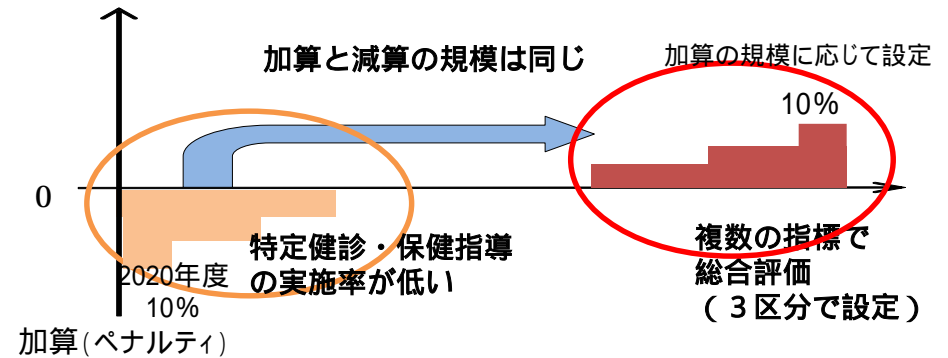 加算と減算の規模は同じ
加算の規模に応じて設定
10%
0
特定健診・保健指導
の実施率が低い
2020年度
10%
複数の指標で
総合評価
(3区分で設定)
加算(ペナルティ)